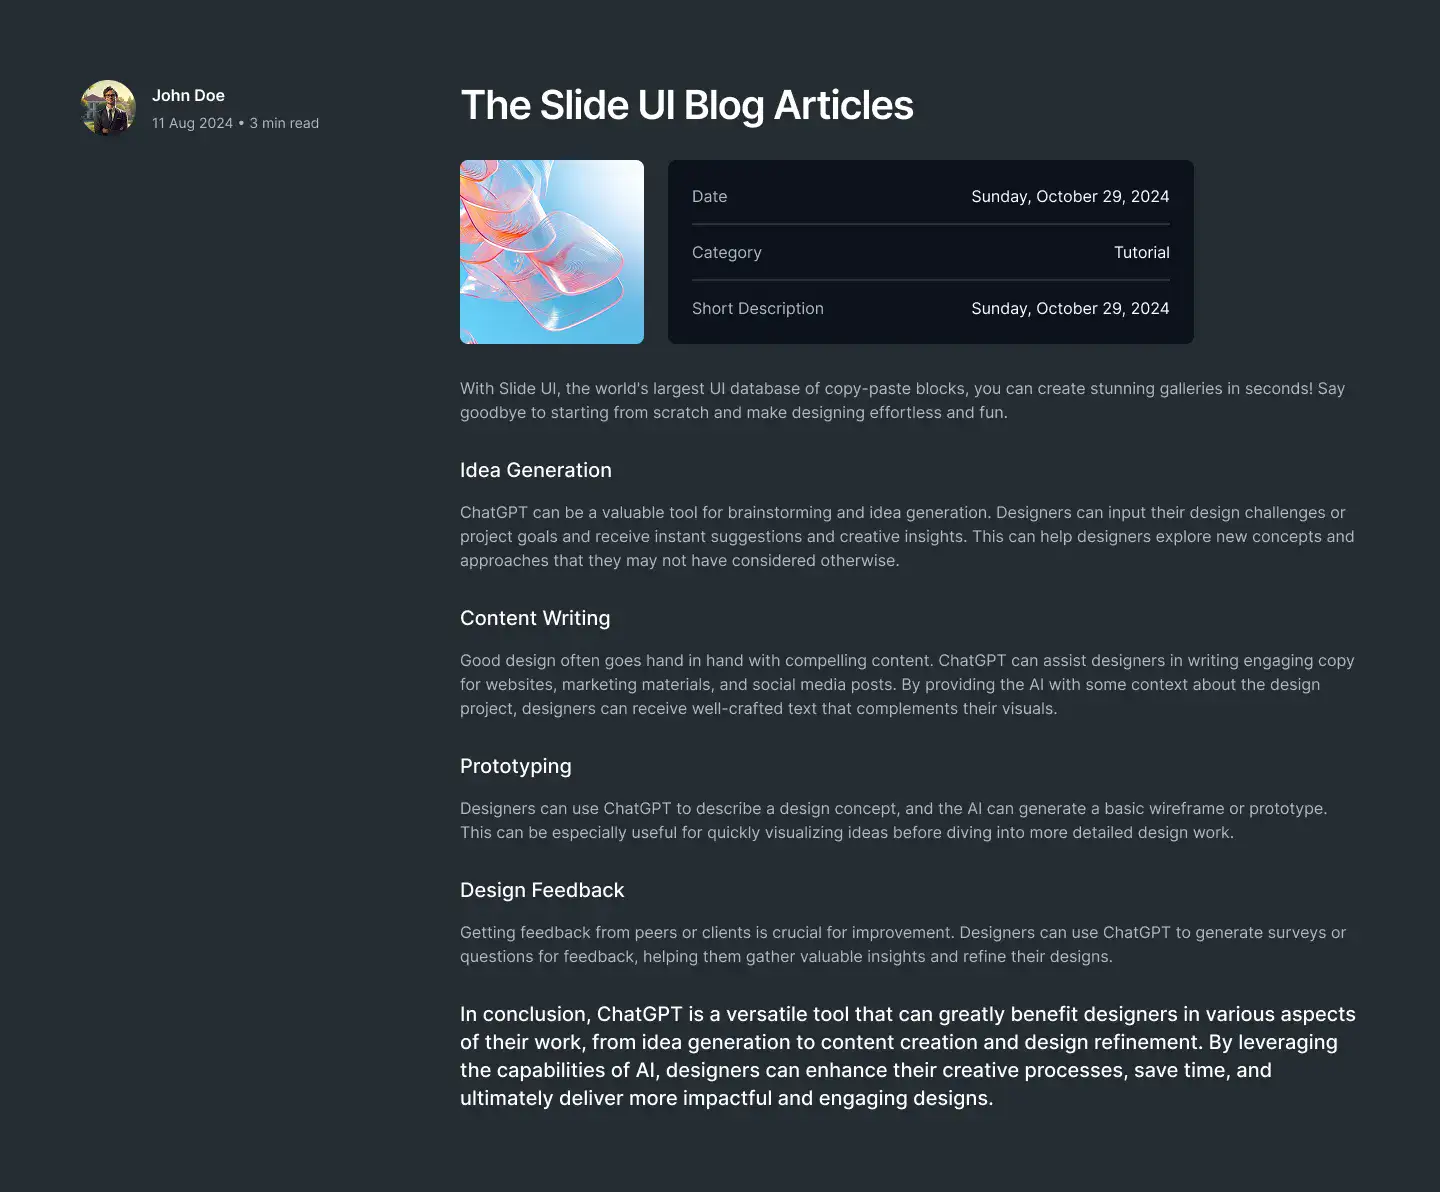 John Doe
11 Aug 2024 • 3 min read
The Slide UI Blog Articles
Date
Sunday, October 29, 2024
Category
Tutorial
Short Description
Sunday, October 29, 2024
With Slide UI, the world's largest UI database of copy-paste blocks, you can create stunning galleries in seconds! Say
goodbye to starting from scratch and make designing effortless and fun.
Idea Generation
ChatGPT can be a valuable tool for brainstorming and idea generation. Designers can input their design challenges or
project goals and receive instant suggestions and creative insights. This can help designers explore new concepts and
approaches that they may not have considered otherwise.
Content Writing
Good design often goes hand in hand with compelling content. ChatGPT can assist designers in writing engaging copy
for websites, marketing materials, and social media posts. By providing the AI with some context about the design
project, designers can receive well-crafted text that complements their visuals.
Prototyping
Designers can use ChatGPT to describe a design concept, and the AI can generate a basic wireframe or prototype.
This can be especially useful for quickly visualizing ideas before diving into more detailed design work.
Design Feedback
Getting feedback from peers or clients is crucial for improvement. Designers can use ChatGPT to generate surveys or
questions for feedback, helping them gather valuable insights and refine their designs.
In conclusion, ChatGPT is a versatile tool that can greatly benefit designers in various aspects
of their work, from idea generation to content creation and design refinement. By leveraging
the capabilities of AI, designers can enhance their creative processes, save time, and
ultimately deliver more impactful and engaging designs.